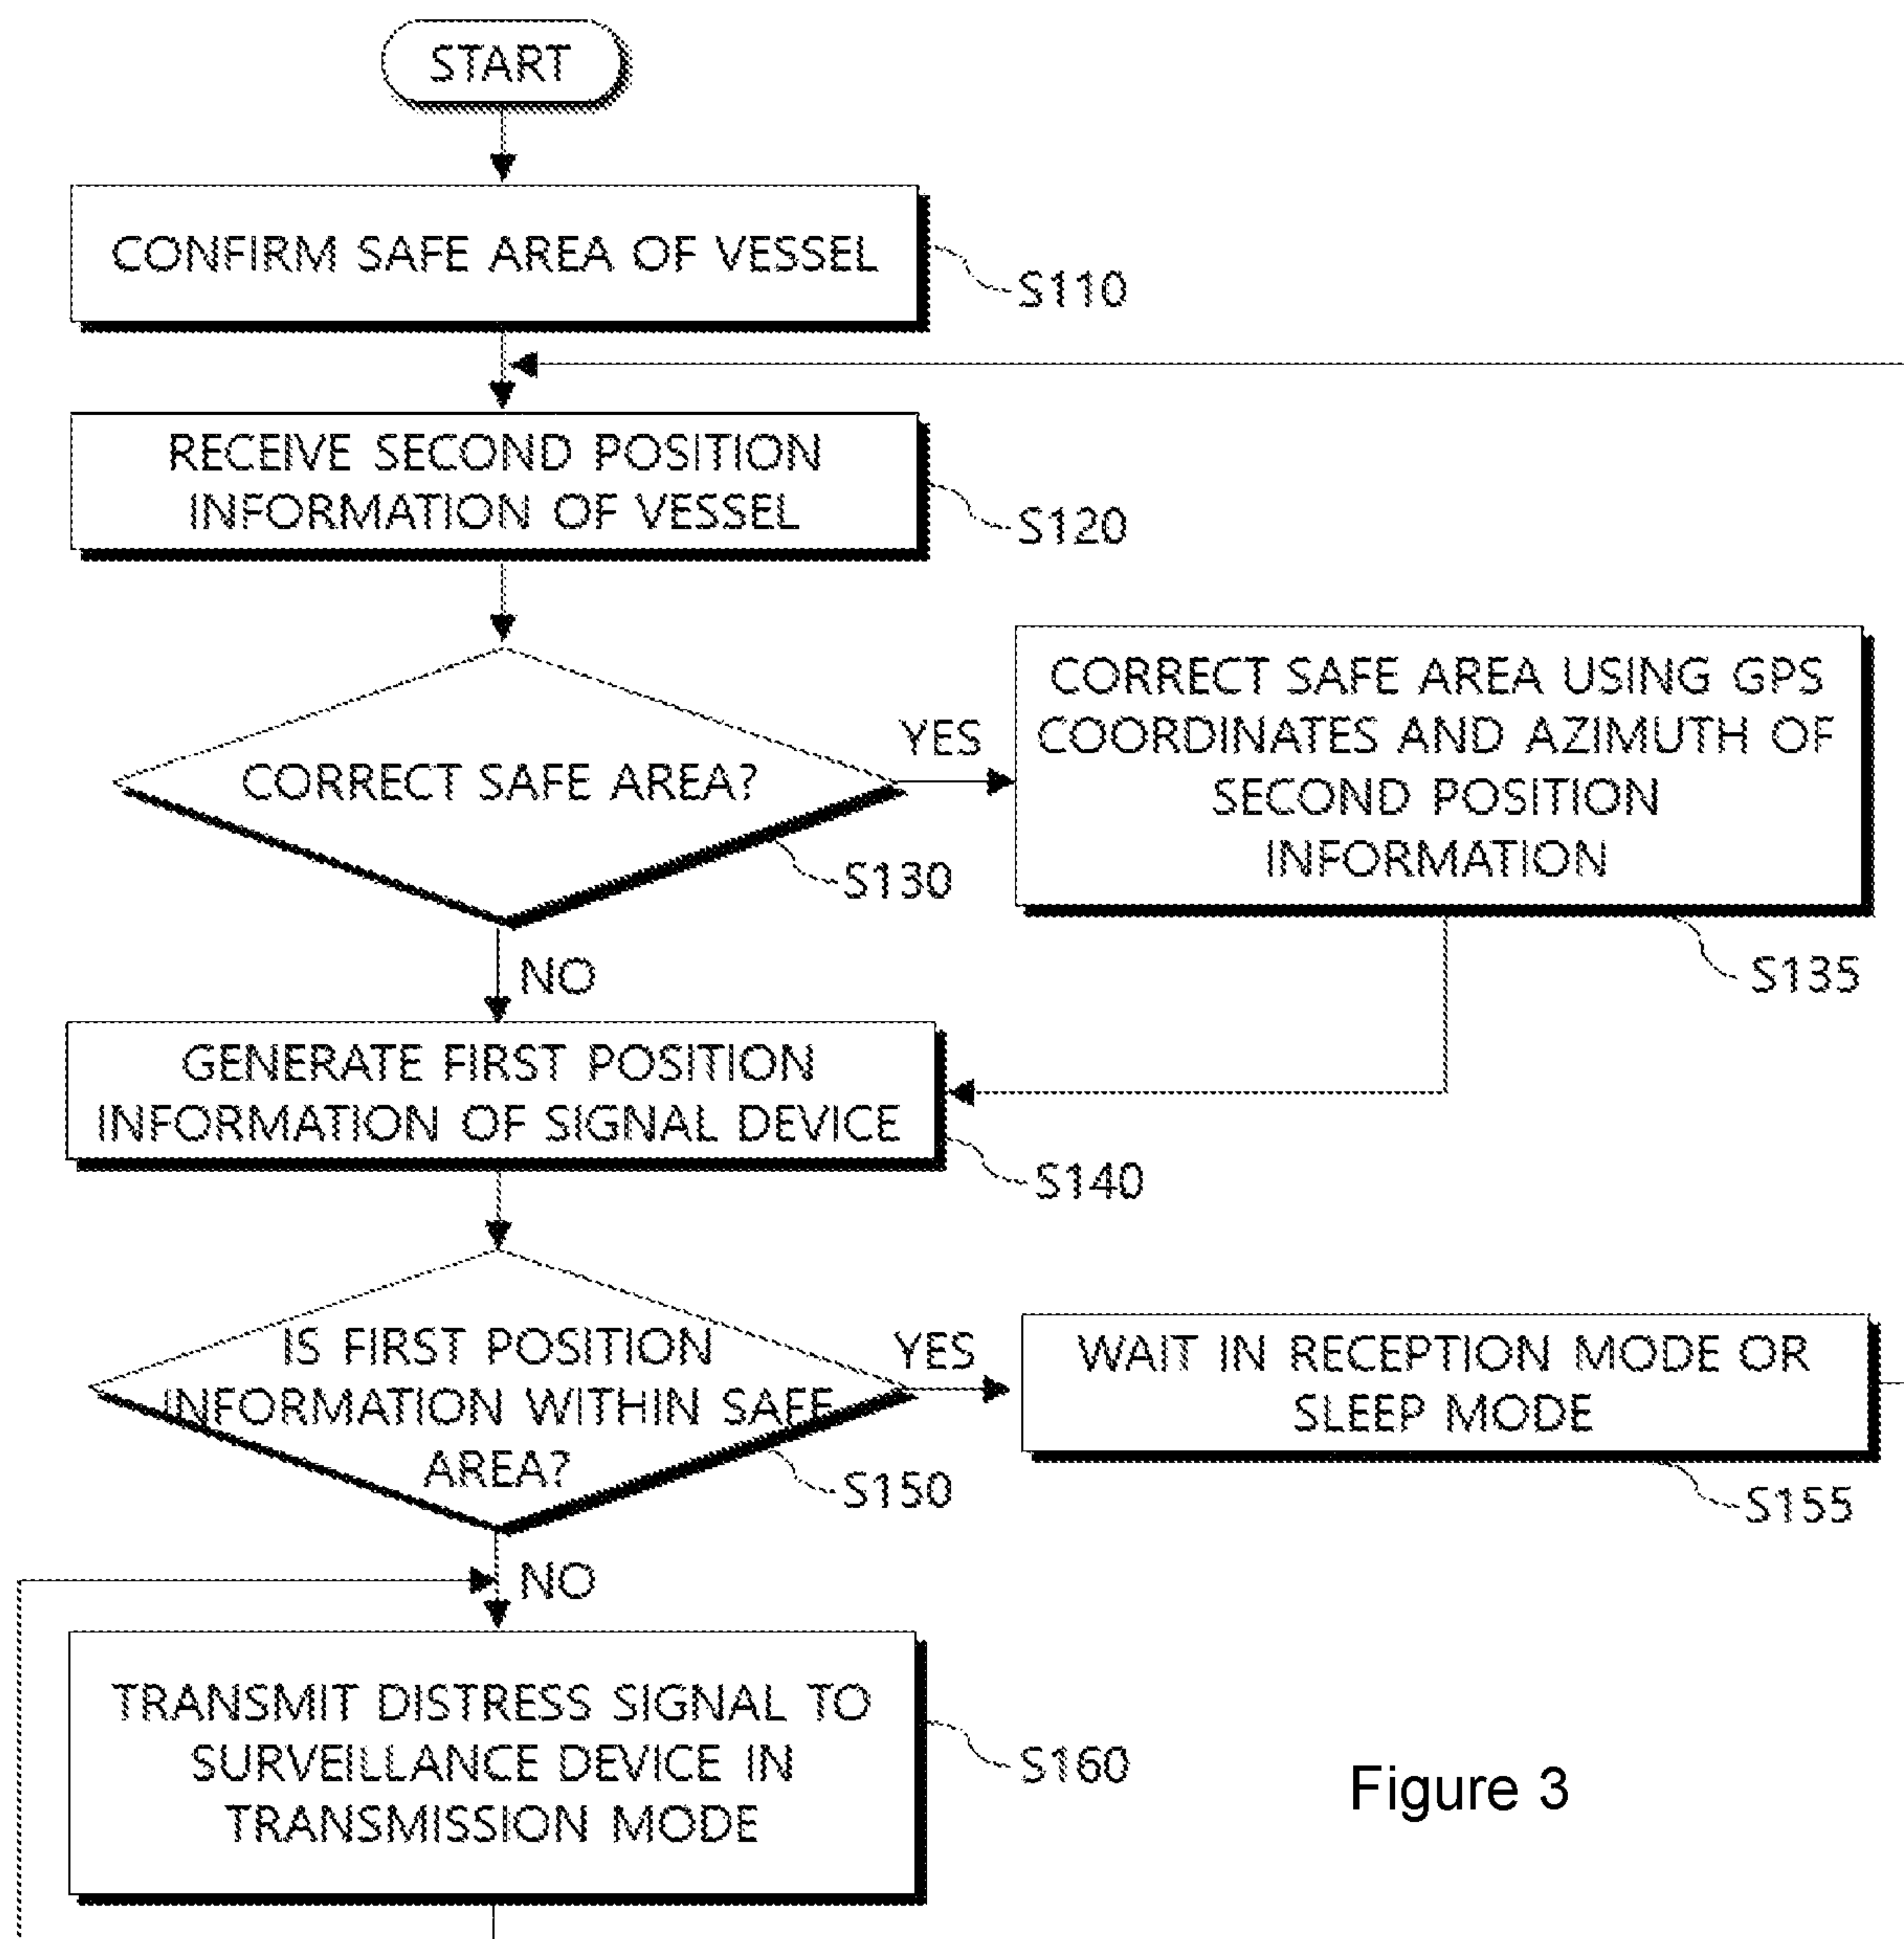 START
CONFIRM SAFE AREA OF VESSEL
S110
RECEIVE SECOND POSITION
INFORMATION OF VESSEL
S120
CORRECT SAFE AREA?
S130
YES
CORRECT SAFE AREA USING GPS
COORDINATES AND AZIMUTH OF
SECOND POSITION
INFORMATION
S135
NO
GENERATE FIRST POSITION
INFORMATION OF SIGNAL DEVICE
S140
IS FIRST POSITION
INFORMATION WITHIN SAFE
AREA?
S150
YES
WAIT IN RECEPTION MODE OR
SLEEP MODE
S155
NO
TRANSMIT DISTRESS SIGNAL TO
SURVEILLANCE DEVICE IN
TRANSMISSION MODE
S160
Figure 3